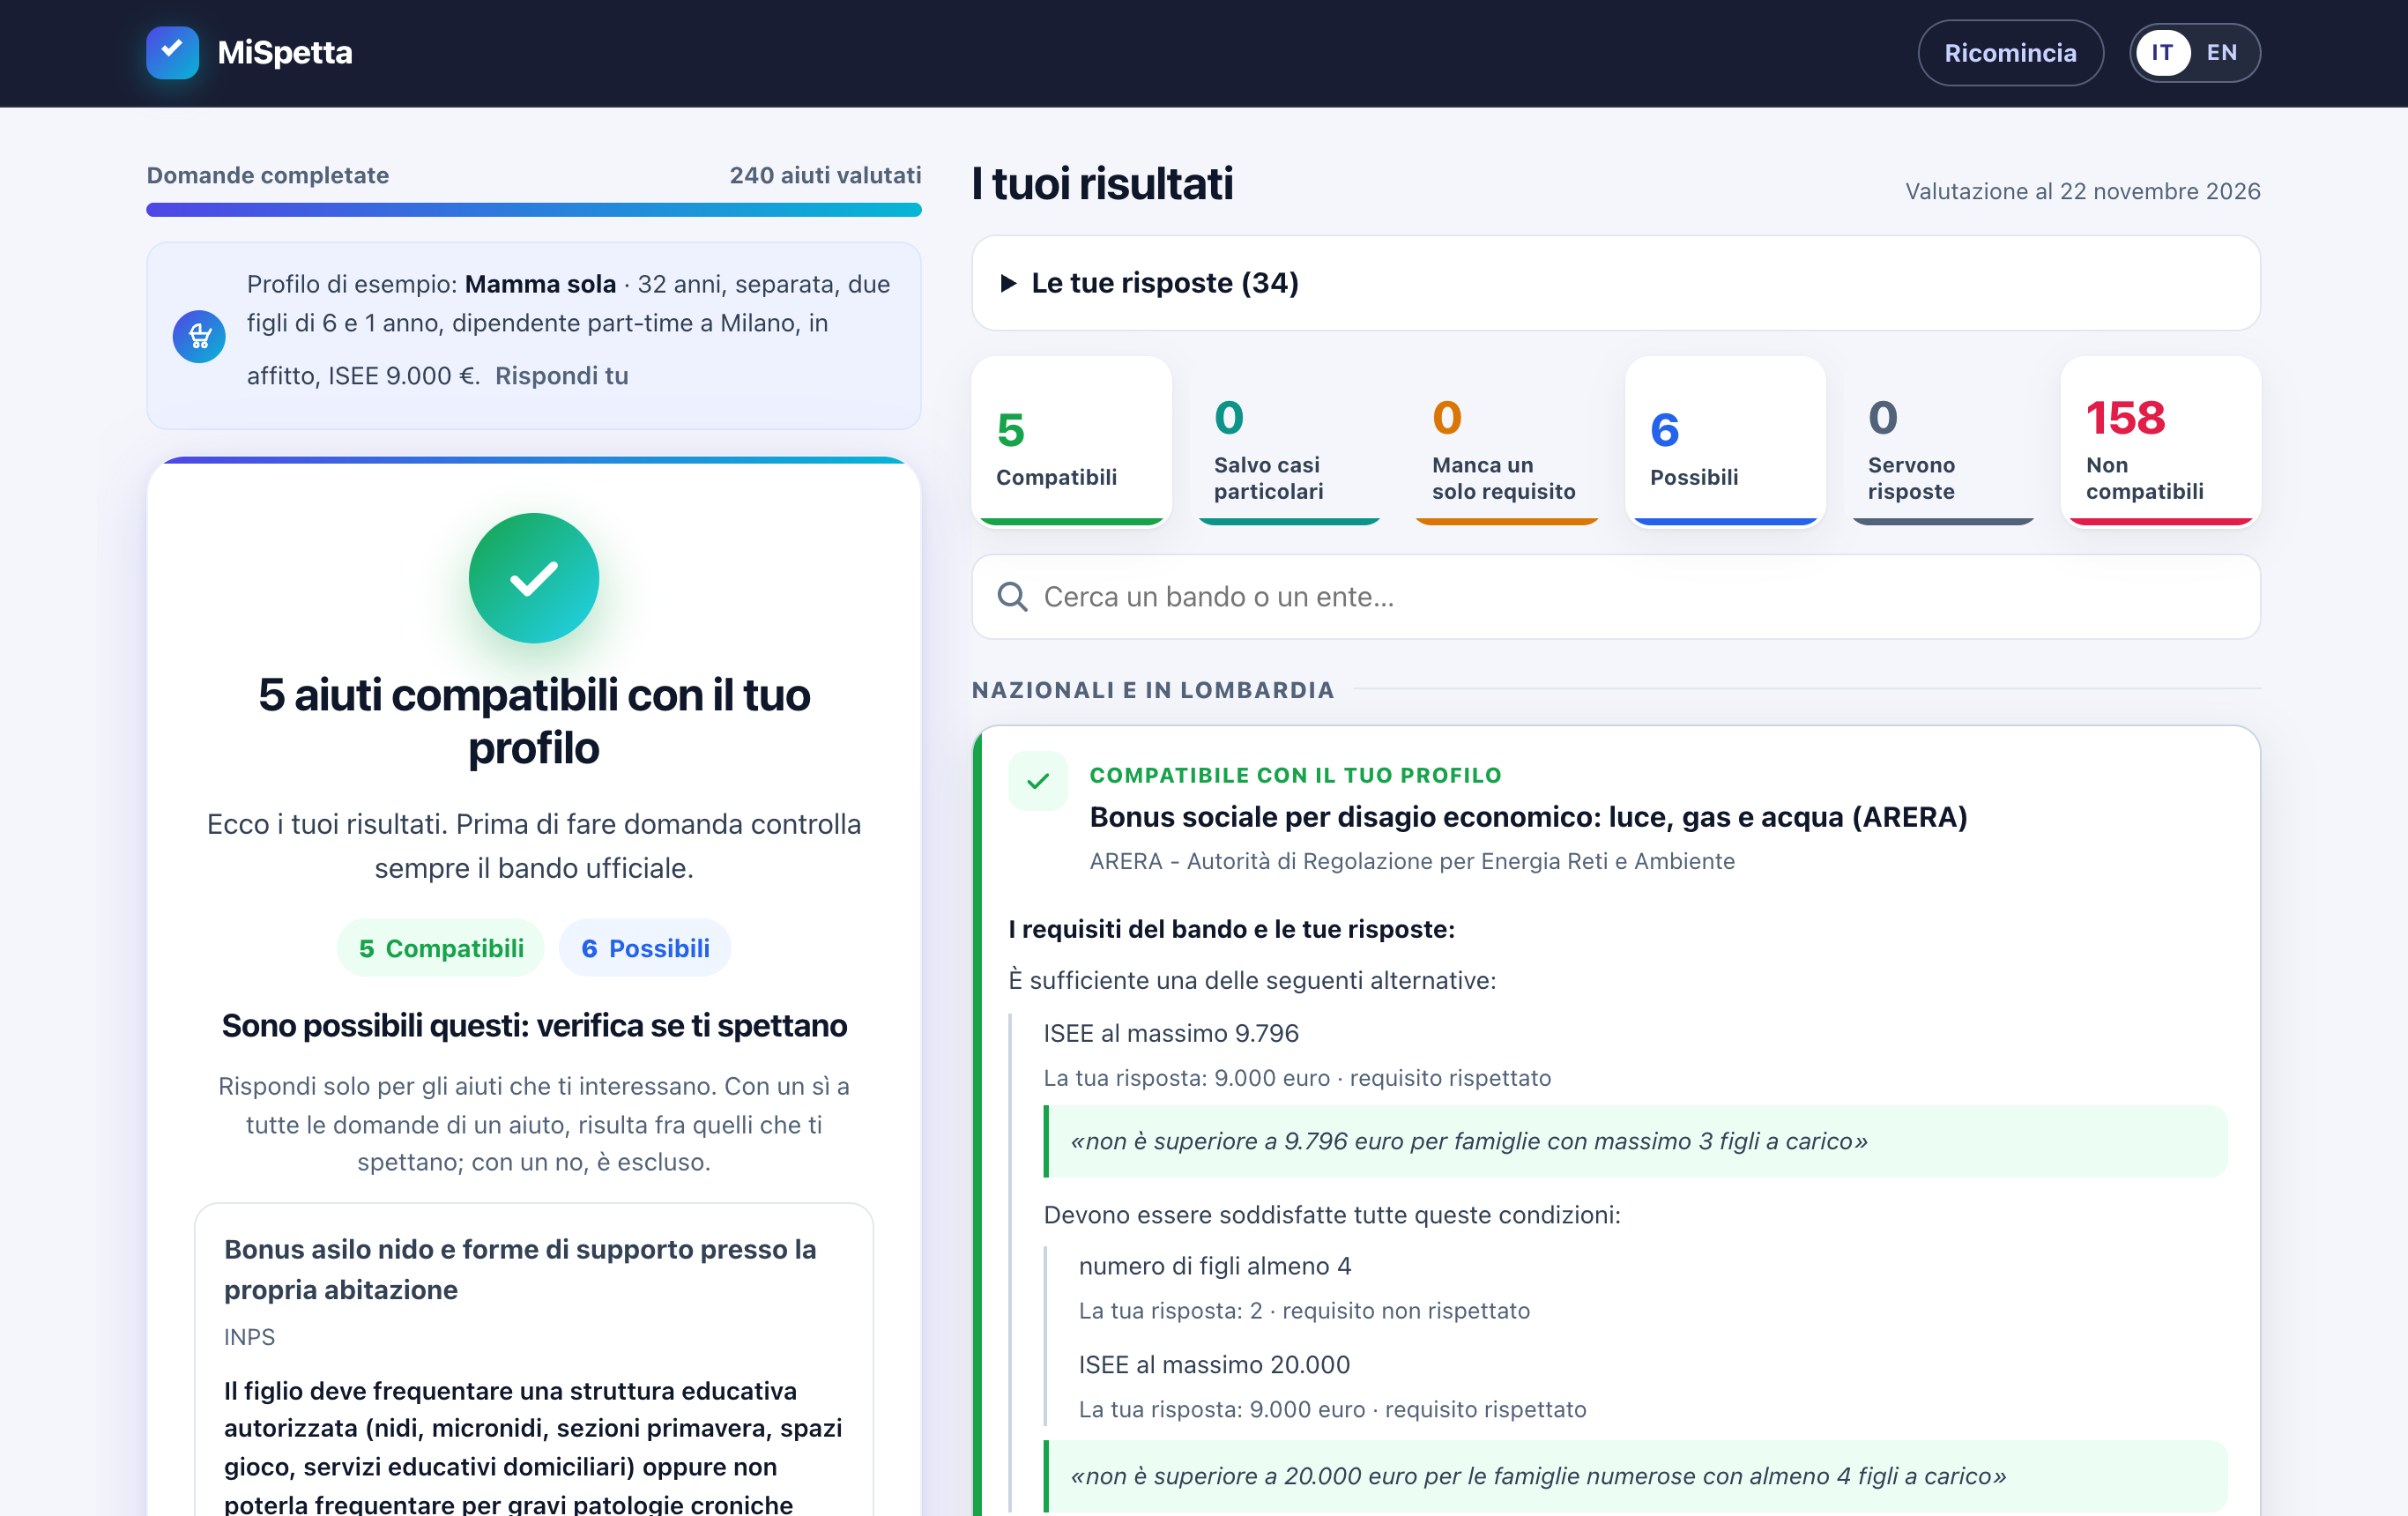 MiSpetta
Ricomincia
IT
EN
Domande completate
240 aiuti valutati
Profilo di esempio: Mamma sola · 32 anni, separata, due
figli di 6 e 1 anno, dipendente part-time a Milano, in
affitto, ISEE 9.000 €. Rispondi tu
5 aiuti compatibili con il tuo
profilo
Ecco i tuoi risultati. Prima di fare domanda controlla
sempre il bando ufficiale.
5 Compatibili
6 Possibili
Sono possibili questi: verifica se ti spettano
Rispondi solo per gli aiuti che ti interessano. Con un sì a
tutte le domande di un aiuto, risulta fra quelli che ti
spettano; con un no, è escluso.
Bonus asilo nido e forme di supporto presso la
propria abitazione
INPS
Il figlio deve frequentare una struttura educativa
autorizzata (nidi, micronidi, sezioni primavera, spazi
gioco, servizi educativi domiciliari) oppure non
poterla frequentare per gravi patologie croniche
I tuoi risultati
Valutazione al 22 novembre 2026
Le tue risposte (34)
5
Compatibili
0
Salvo casi
particolari
0
Manca un
solo requisito
6
Possibili
0
Servono
risposte
158
Non
compatibili
Cerca un bando o un ente...
NAZIONALI E IN LOMBARDIA
COMPATIBILE CON IL TUO PROFILO
Bonus sociale per disagio economico: luce, gas e acqua (ARERA)
ARERA - Autorità di Regolazione per Energia Reti e Ambiente
I requisiti del bando e le tue risposte:
È sufficiente una delle seguenti alternative:
ISEE al massimo 9.796
La tua risposta: 9.000 euro · requisito rispettato
«non è superiore a 9.796 euro per famiglie con massimo 3 figli a carico»
Devono essere soddisfatte tutte queste condizioni:
numero di figli almeno 4
La tua risposta: 2 · requisito non rispettato
ISEE al massimo 20.000
La tua risposta: 9.000 euro · requisito rispettato
«non è superiore a 20.000 euro per le famiglie numerose con almeno 4 figli a carico»